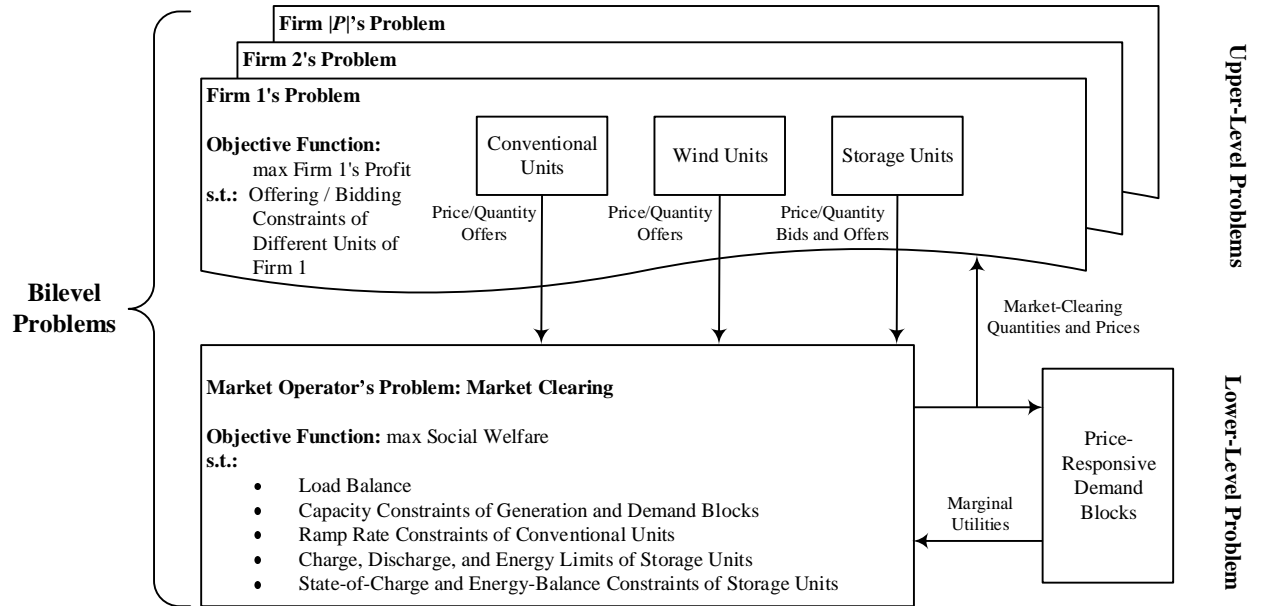 Firm |P|'s Problem
Firm 2's Problem
Firm 1's Problem
Objective Function:
max Firm 1's Profit
s.t.: Offering / Bidding
Constraints of
Different Units of
Firm 1
Conventional
Units
Wind Units
Storage Units
Price/Quantity
Offers
Price/Quantity
Offers
Price/Quantity
Bids and Offers
Upper-Level Problems
Bilevel
Problems
Market-Clearing
Quantities and Prices
Market Operator's Problem: Market Clearing
Objective Function: max Social Welfare
s.t.:
• Load Balance
• Capacity Constraints of Generation and Demand Blocks
• Ramp Rate Constraints of Conventional Units
• Charge, Discharge, and Energy Limits of Storage Units
• State-of-Charge and Energy-Balance Constraints of Storage Units
Marginal
Utilities
Price-
Responsive
Demand
Blocks
Lower-Level Problem